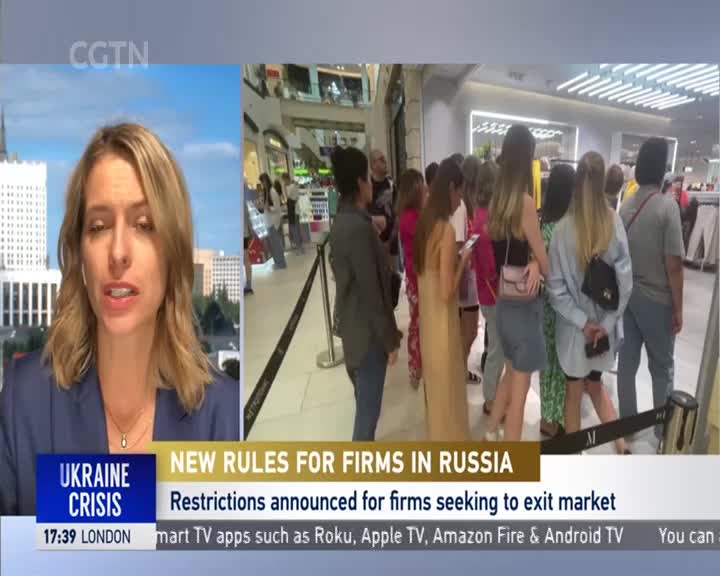 CGTN
METROPOLIS
M
NEW RULES FOR FIRMS IN RUSSIA
UKRAINE
CRISIS
Restrictions announced for firms seeking to exit market
17:39 LONDON
mart TV apps such as Roku, Apple TV, Amazon Fire & Android TV You can a